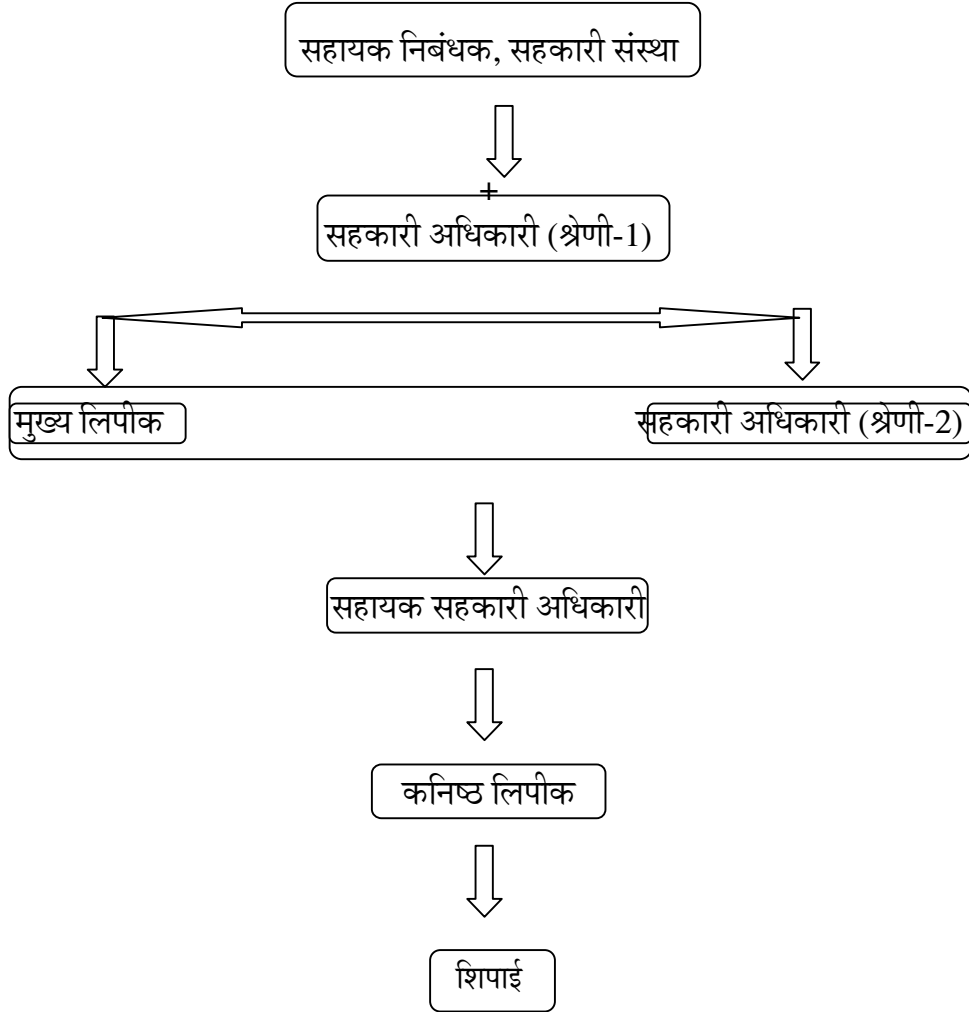 सहायक निबंधक, सहकारी संस्था
+
सहकारी अधिकारी (श्रेणी-1)
मुख्य लिपीक
सहकारी अधिकारी (श्रेणी-2)
सहायक सहकारी अधिकारी
कनिष्ठ लिपीक
शिपाई